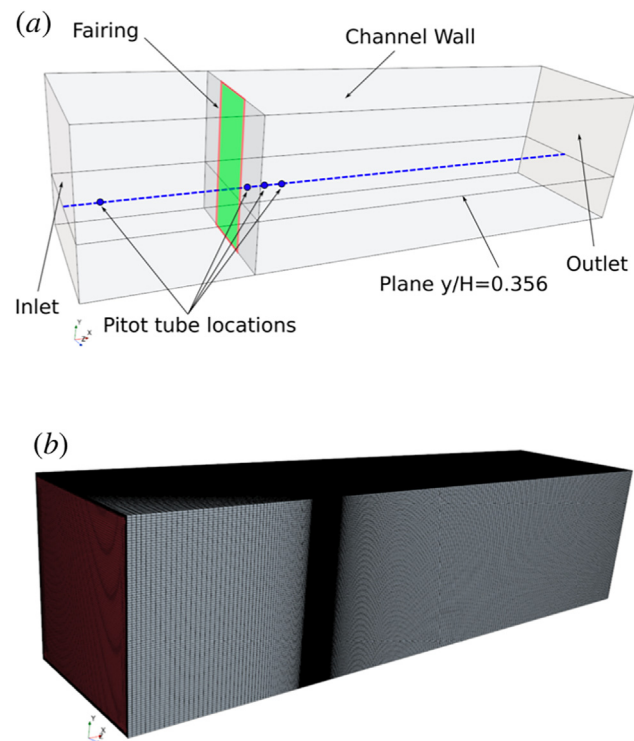 (a)
Fairing
Channel Wall
Inlet
Pitot tube locations
Plane y/H=0.356
Outlet
Y
X
Z
(b)
Y
X